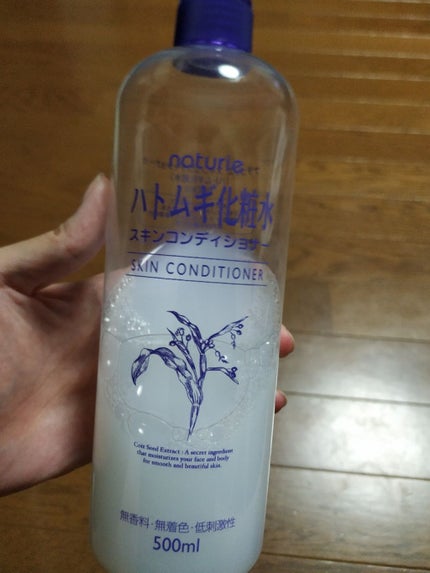 naturie
ハトムギ化粧水
スキンコンディショナー
SKIN CONDITIONER
Coix Seed Extract : A secret ingredient
that moisturizes your face and body
for smooth and beautiful skin.
無香料・無着色・低刺激性
500ml